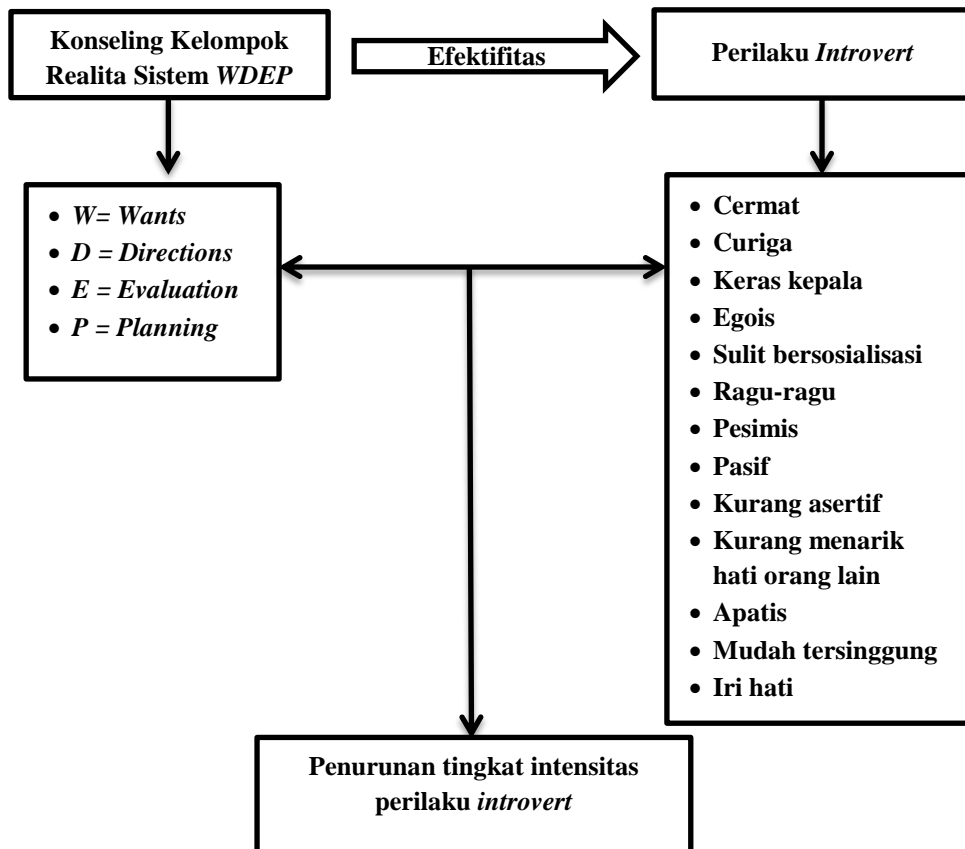 Konseling Kelompok
Realita Sistem WDEP
Efektifitas
Perilaku Introvert
• W= Wants
• D = Directions
• E = Evaluation
• P = Planning
• Cermat
• Curiga
• Keras kepala
• Egois
• Sulit bersosialisasi
• Ragu-ragu
• Pesimis
• Pasif
• Kurang asertif
• Kurang menarik
hati orang lain
• Apatis
• Mudah tersinggung
• Iri hati
Penurunan tingkat intensitas
perilaku introvert